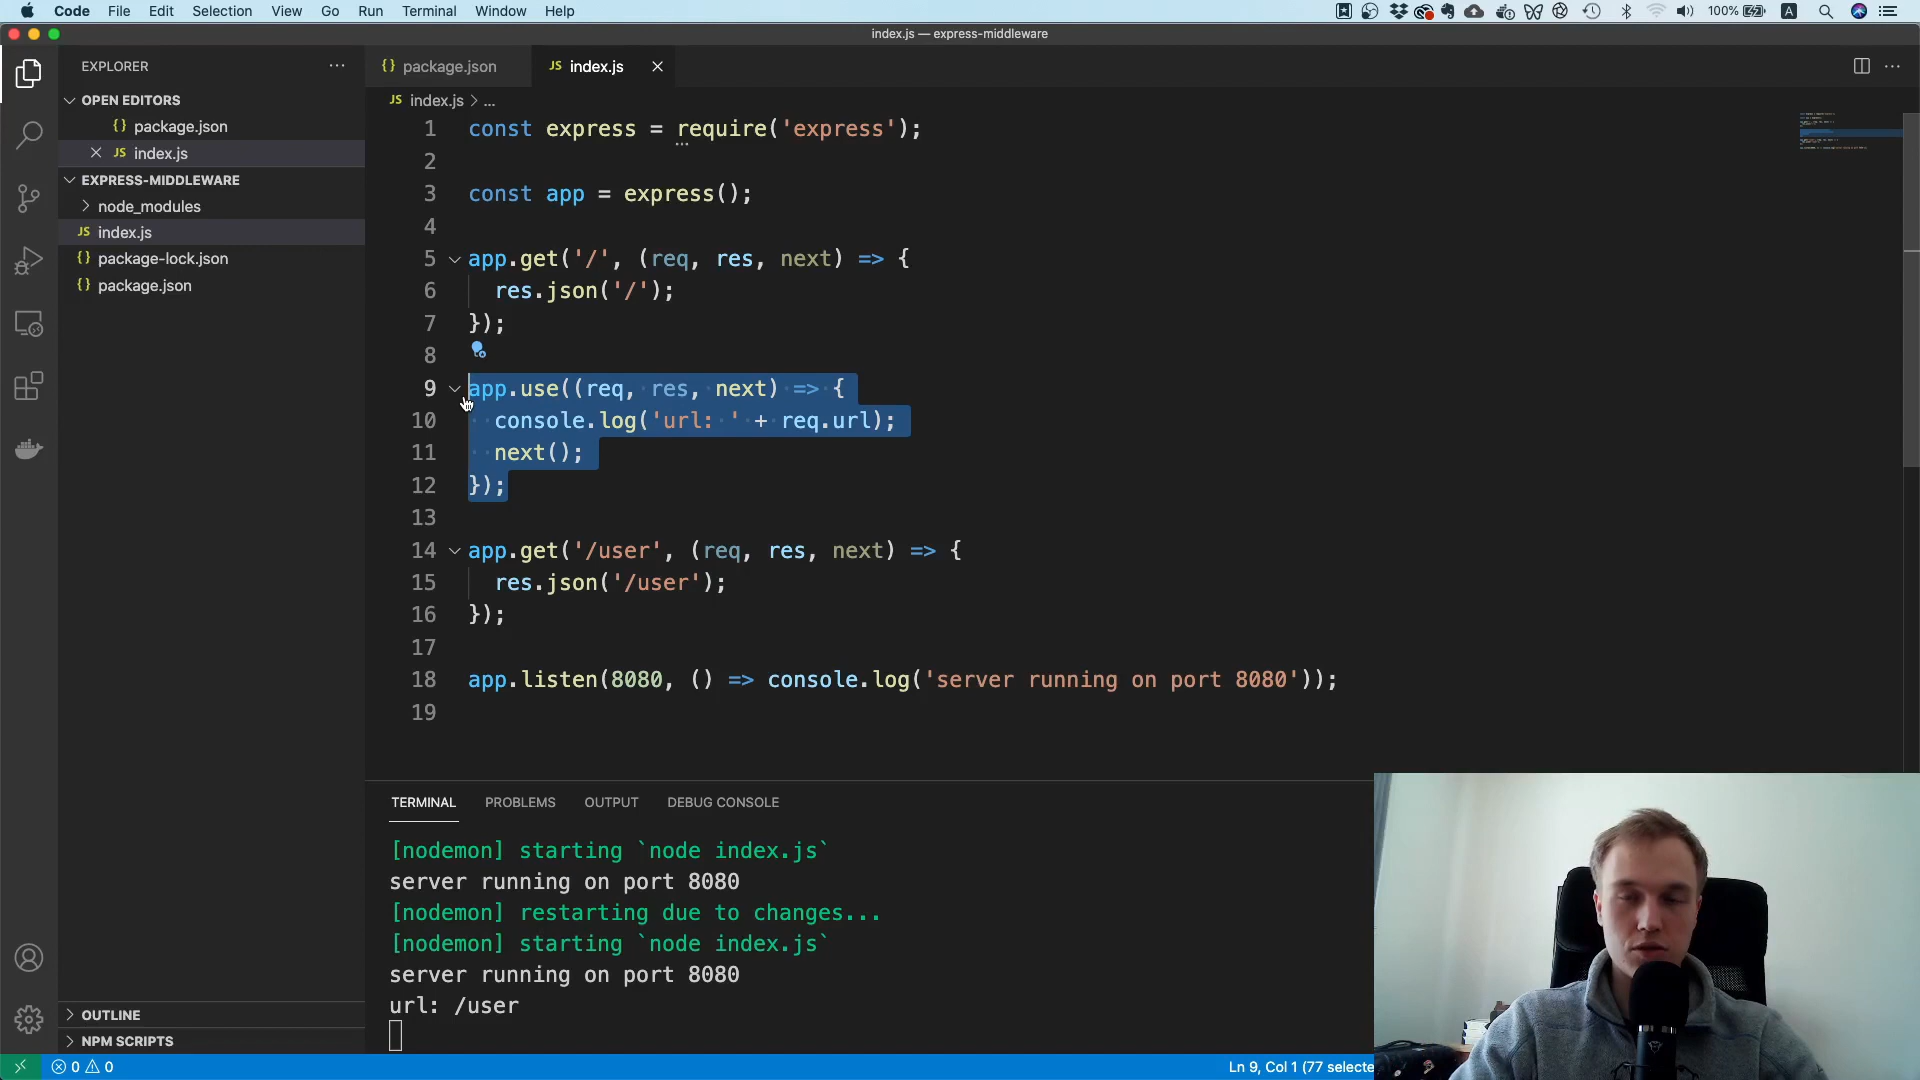 Code File Edit Selection View Go Run Terminal Window Help 100% A
index.js — express-middleware
EXPLORER
OPEN EDITORS
{} package.json
JS index.js
EXPRESS-MIDDLEWARE
node_modules
JS index.js
{} package-lock.json
{} package.json
OUTLINE
NPM SCRIPTS
{} package.json JS index.js
JS index.js > ...
1 const express = require('express');
2
3 const app = express();
4
5 app.get('/', (req, res, next) => {
6 res.json('/');
7 });
8
9 app.use((req, res, next) => {
10 console.log('url: ' + req.url);
11 next();
12 });
13
14 app.get('/user', (req, res, next) => {
15 res.json('/user');
16 });
17
18 app.listen(8080, () => console.log('server running on port 8080'));
19
TERMINAL PROBLEMS OUTPUT DEBUG CONSOLE
[nodemon] starting `node index.js`
server running on port 8080
[nodemon] restarting due to changes...
[nodemon] starting `node index.js`
server running on port 8080
url: /user
0 0 Ln 9, Col 1 (77 selecte